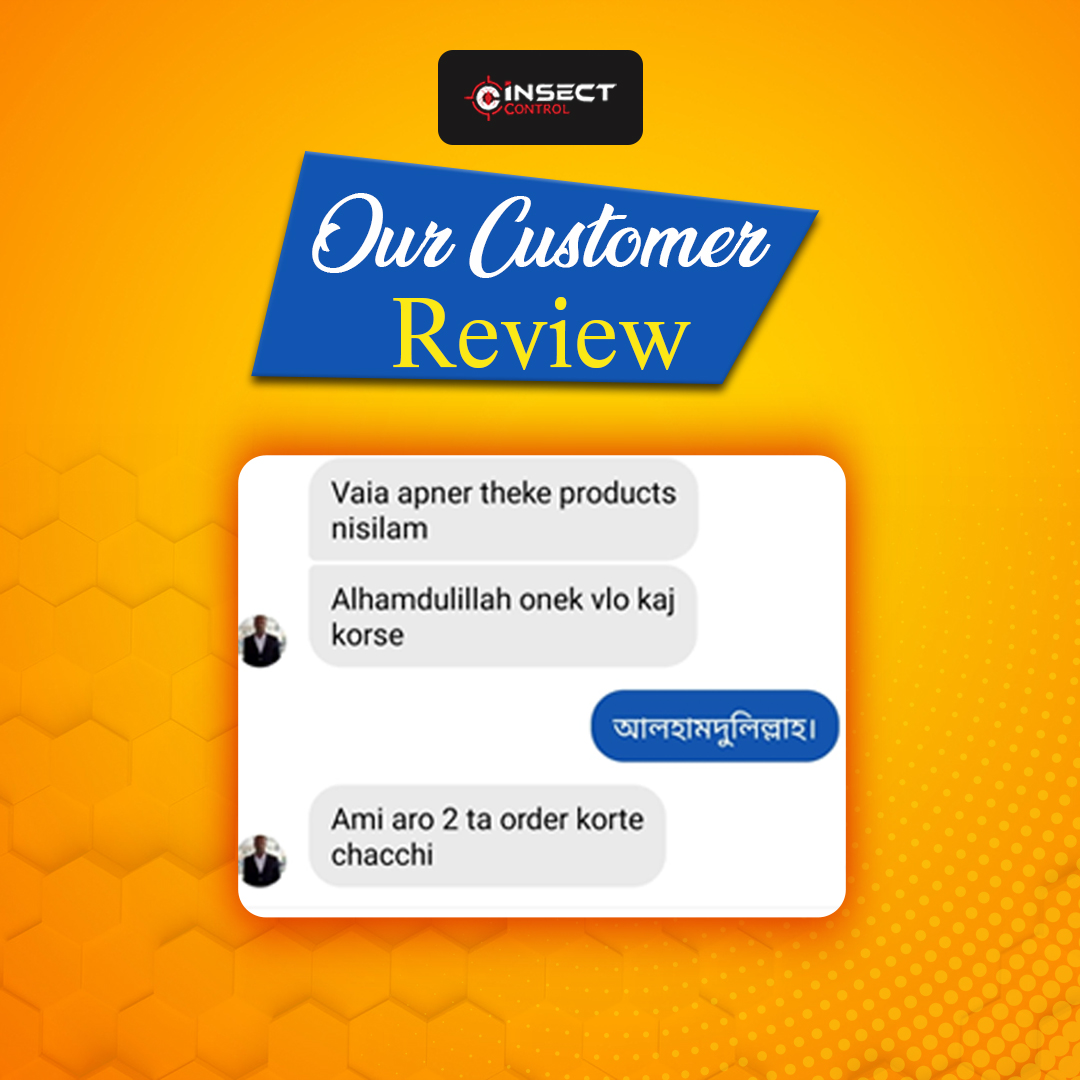 INSECT
CONTROL
Our Customer
Review
Vaia apner theke products
nisilam
Alhamdulillah onek vlo kaj
korse
আলহামদুলিল্লাহ।
Ami aro 2 ta order korte
chacchi